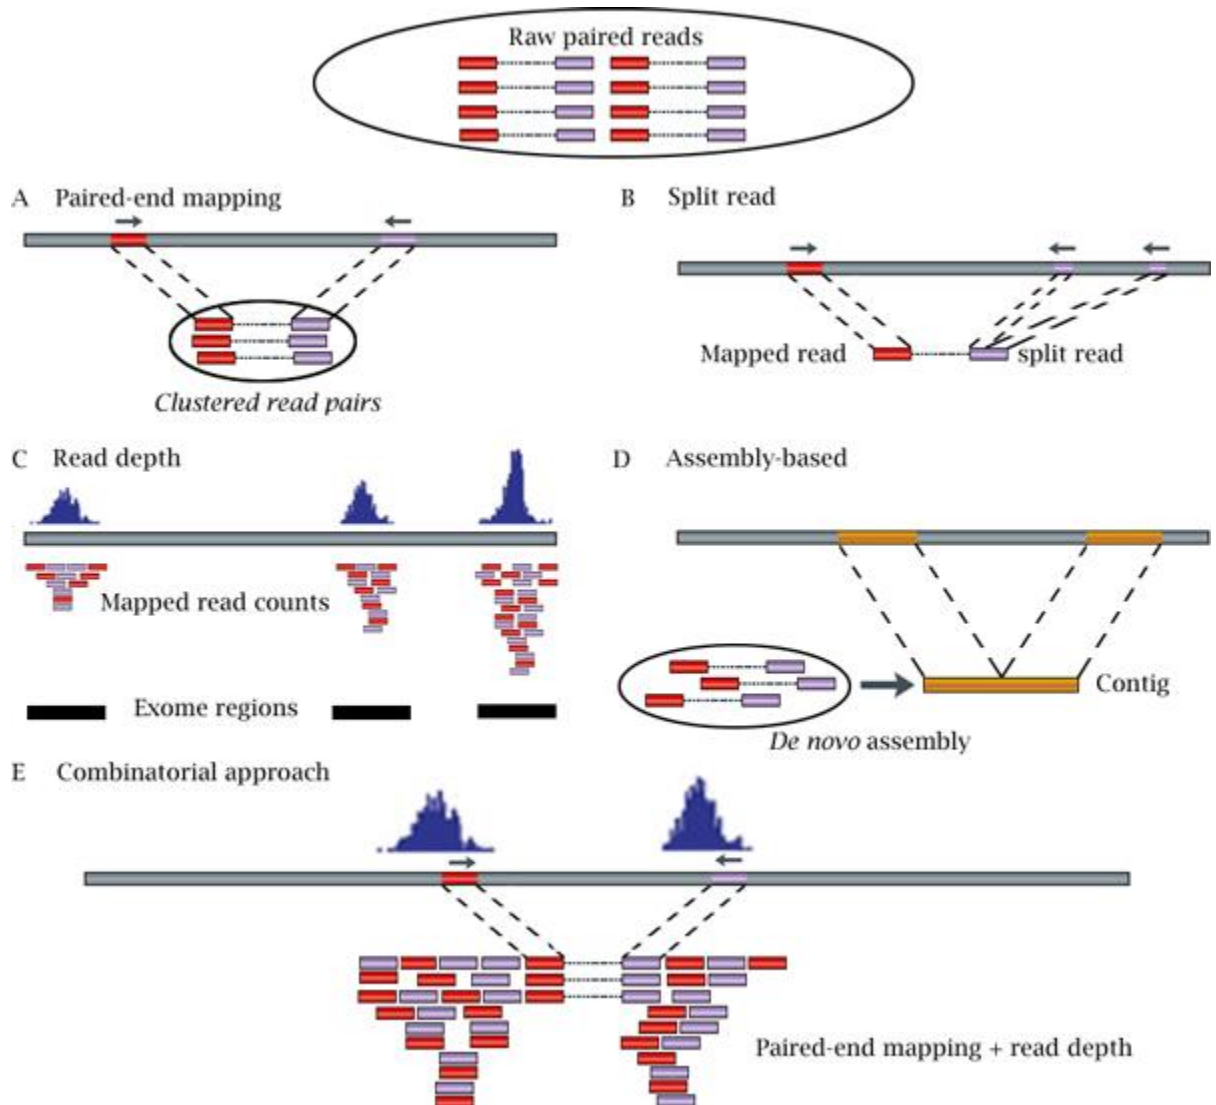 Raw paired reads
A Paired-end mapping
Clustered read pairs
B Split read
Mapped read
split read
C Read depth
Mapped read counts
Exome regions
D Assembly-based
Contig
De novo assembly
E Combinatorial approach
Paired-end mapping + read depth